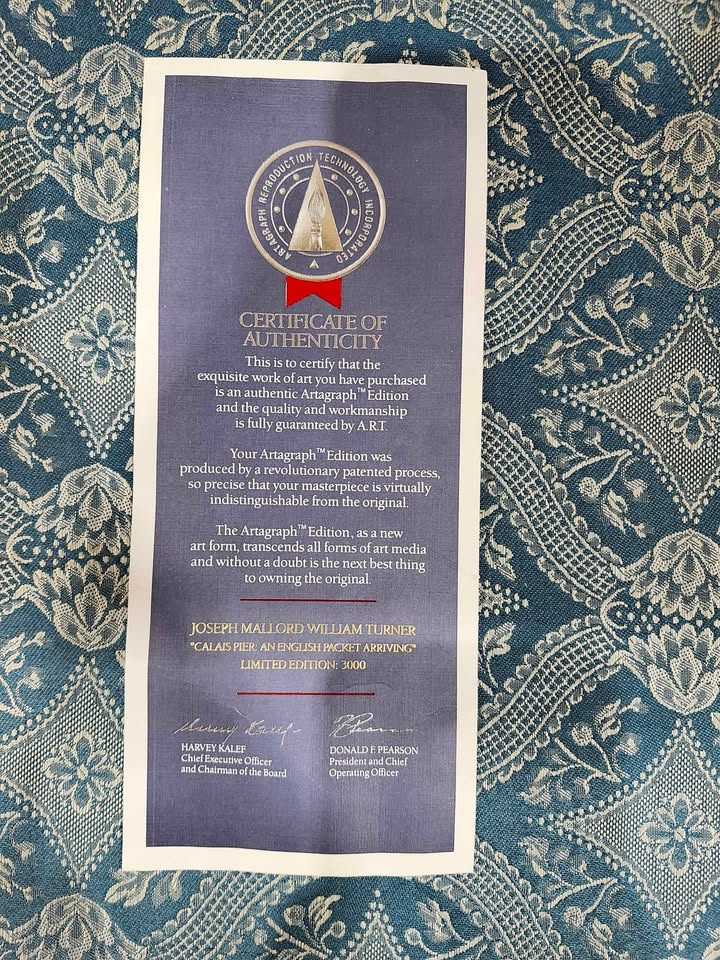 ARTAGRAPH REPRODUCTION TECHNOLOGY INCORPORATED
CERTIFICATE OF
AUTHENTICITY
This is to certify that the
exquisite work of art you have purchased
is an authentic Artagraph™ Edition
and the quality and workmanship
is fully guaranteed by A.R.T.
Your Artagraph™ Edition was
produced by a revolutionary patented process,
so precise that your masterpiece is virtually
indistinguishable from the original.
The Artagraph™ Edition, as a new
art form, transcends all forms of art media
and without a doubt is the next best thing
to owning the original.
JOSEPH MALLORD WILLIAM TURNER
"CALAIS PIER: AN ENGLISH PACKET ARRIVING"
LIMITED EDITION: 3000
Harvey Kalef
HARVEY KALEF
Chief Executive Officer
and Chairman of the Board
DONALD F. PEARSON
President and Chief
Operating Officer